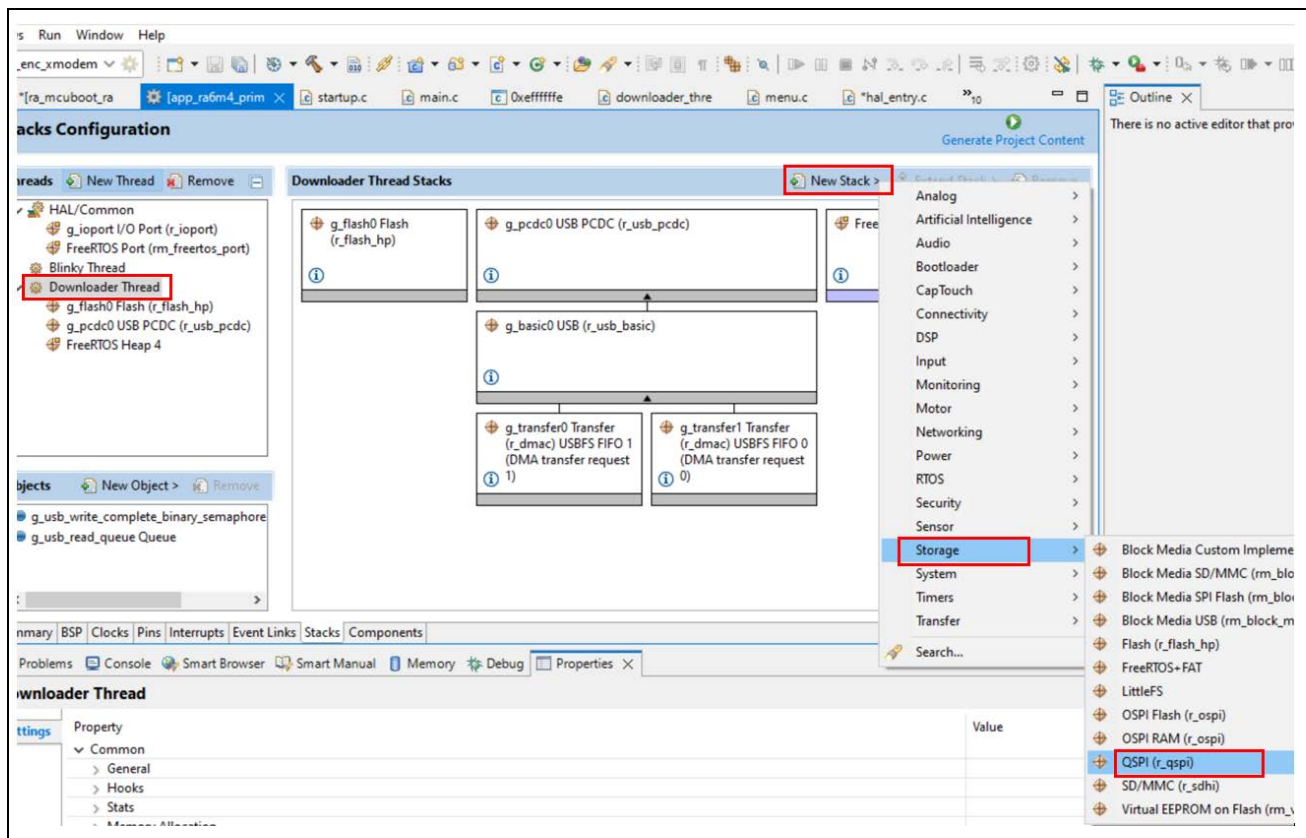 Run Window Help
_enc_xmodem
*[ra_mcuboot_ra
[app_ra6m4_prim
startup.c
main.c
0xefffffffe
downloader_thre
menu.c
*hal_entry.c
»10
Outline
acks Configuration
Generate Project Content
There is no active editor that prov
reads
New Thread
Remove
HAL/Common
g_ioport I/O Port (r_ioport)
FreeRTOS Port (rm_freertos_port)
Blinky Thread
Downloader Thread
g_flash0 Flash (r_flash_hp)
g_pcdc0 USB PCDC (r_usb_pcdc)
FreeRTOS Heap 4
bjects
New Object >
Remove
g_usb_write_complete_binary_semaphore
g_usb_read_queue Queue
Downloader Thread Stacks
New Stack >
g_flash0 Flash
(r_flash_hp)
g_pcdc0 USB PCDC (r_usb_pcdc)
Free
g_basic0 USB (r_usb_basic)
g_transfer0 Transfer
(r_dmac) USBFS FIFO 1
(DMA transfer request
1)
g_transfer1 Transfer
(r_dmac) USBFS FIFO 0
(DMA transfer request
0)
Analog
Artificial Intelligence
Audio
Bootloader
CapTouch
Connectivity
DSP
Input
Monitoring
Motor
Networking
Power
RTOS
Security
Sensor
Storage
System
Timers
Transfer
Search...
Block Media Custom Impleme
Block Media SD/MMC (rm_blo
Block Media SPI Flash (rm_blo
Block Media USB (rm_block_m
Flash (r_flash_hp)
FreeRTOS+FAT
LittleFS
OSPI Flash (r_ospi)
OSPI RAM (r_ospi)
QSPI (r_qspi)
SD/MMC (r_sdhi)
Virtual EEPROM on Flash (rm_v
nmary BSP Clocks Pins Interrupts Event Links Stacks Components
Problems Console Smart Browser Smart Manual Memory Debug Properties
ownloader Thread
ttings
Property
Value
Common
General
Hooks
Stats